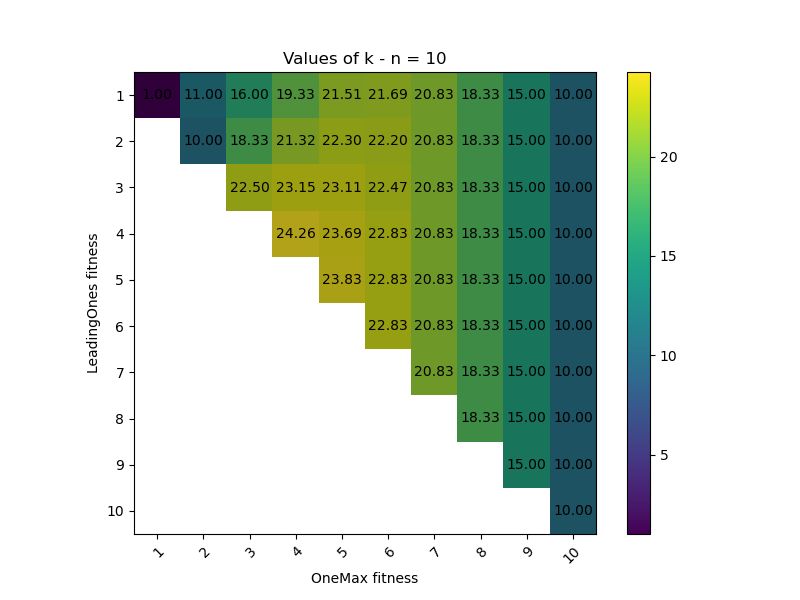 Values of k - n = 10
1 1.00 11.00 16.00 19.33 21.51 21.69 20.83 18.33 15.00 10.00
2 10.00 18.33 21.32 22.30 22.20 20.83 18.33 15.00 10.00
20
3 22.50 23.15 23.11 22.47 20.83 18.33 15.00 10.00
4 24.26 23.69 22.83 20.83 18.33 15.00 10.00
15
5 23.83 22.83 20.83 18.33 15.00 10.00
6 22.83 20.83 18.33 15.00 10.00
10
7 20.83 18.33 15.00 10.00
8 18.33 15.00 10.00
5
9 15.00 10.00
10 10.00
LeadingOnes fitness
1 2 3 4 5 6 7 8 9 10
OneMax fitness